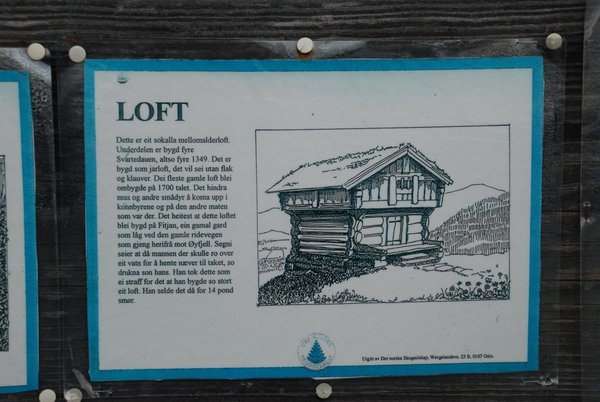 LOFT
Dette er eit sokalla mellomalderloft.
Underdelen er bygd fyre
Svartedauen, altso fyre 1349. Det er
bygd som jarloft, det vil sei utan flak
og klauver. Dei fleste gamle loft blei
ombygde på 1700 talet. Det hindra
mus og andre smådyr å koma upp i
könnbyrene og på den andre maten
som var der. Det heitest at dette loftet
blei bygd på Fitjan, ein gamal gard
som låg ved den gamle ridevegen
som gjeng herifrå mot Øyfjell. Segni
seier at då mannen der skulle ro over
eit vatn for å hente næver til taket, so
drukna son hans. Han tok dette som
ei straff for det at han bygde so stort
eit loft. Han selde det då for 14 pond
smør.
Utgitt av Det norske Skogselskap, Wergelandsvn. 23 B, 0167 Oslo.